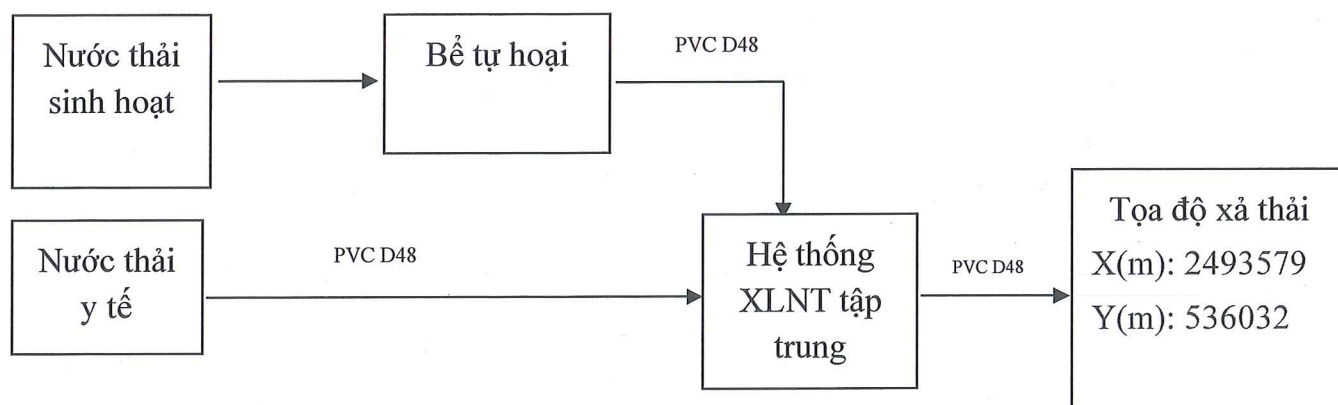 Nước thải
sinh hoạt
Bể tự hoại
PVC D48
Nước thải
y tế
PVC D48
Hệ thống
XLNT tập
trung
PVC D48
Tọa độ xả thải
X(m): 2493579
Y(m): 536032